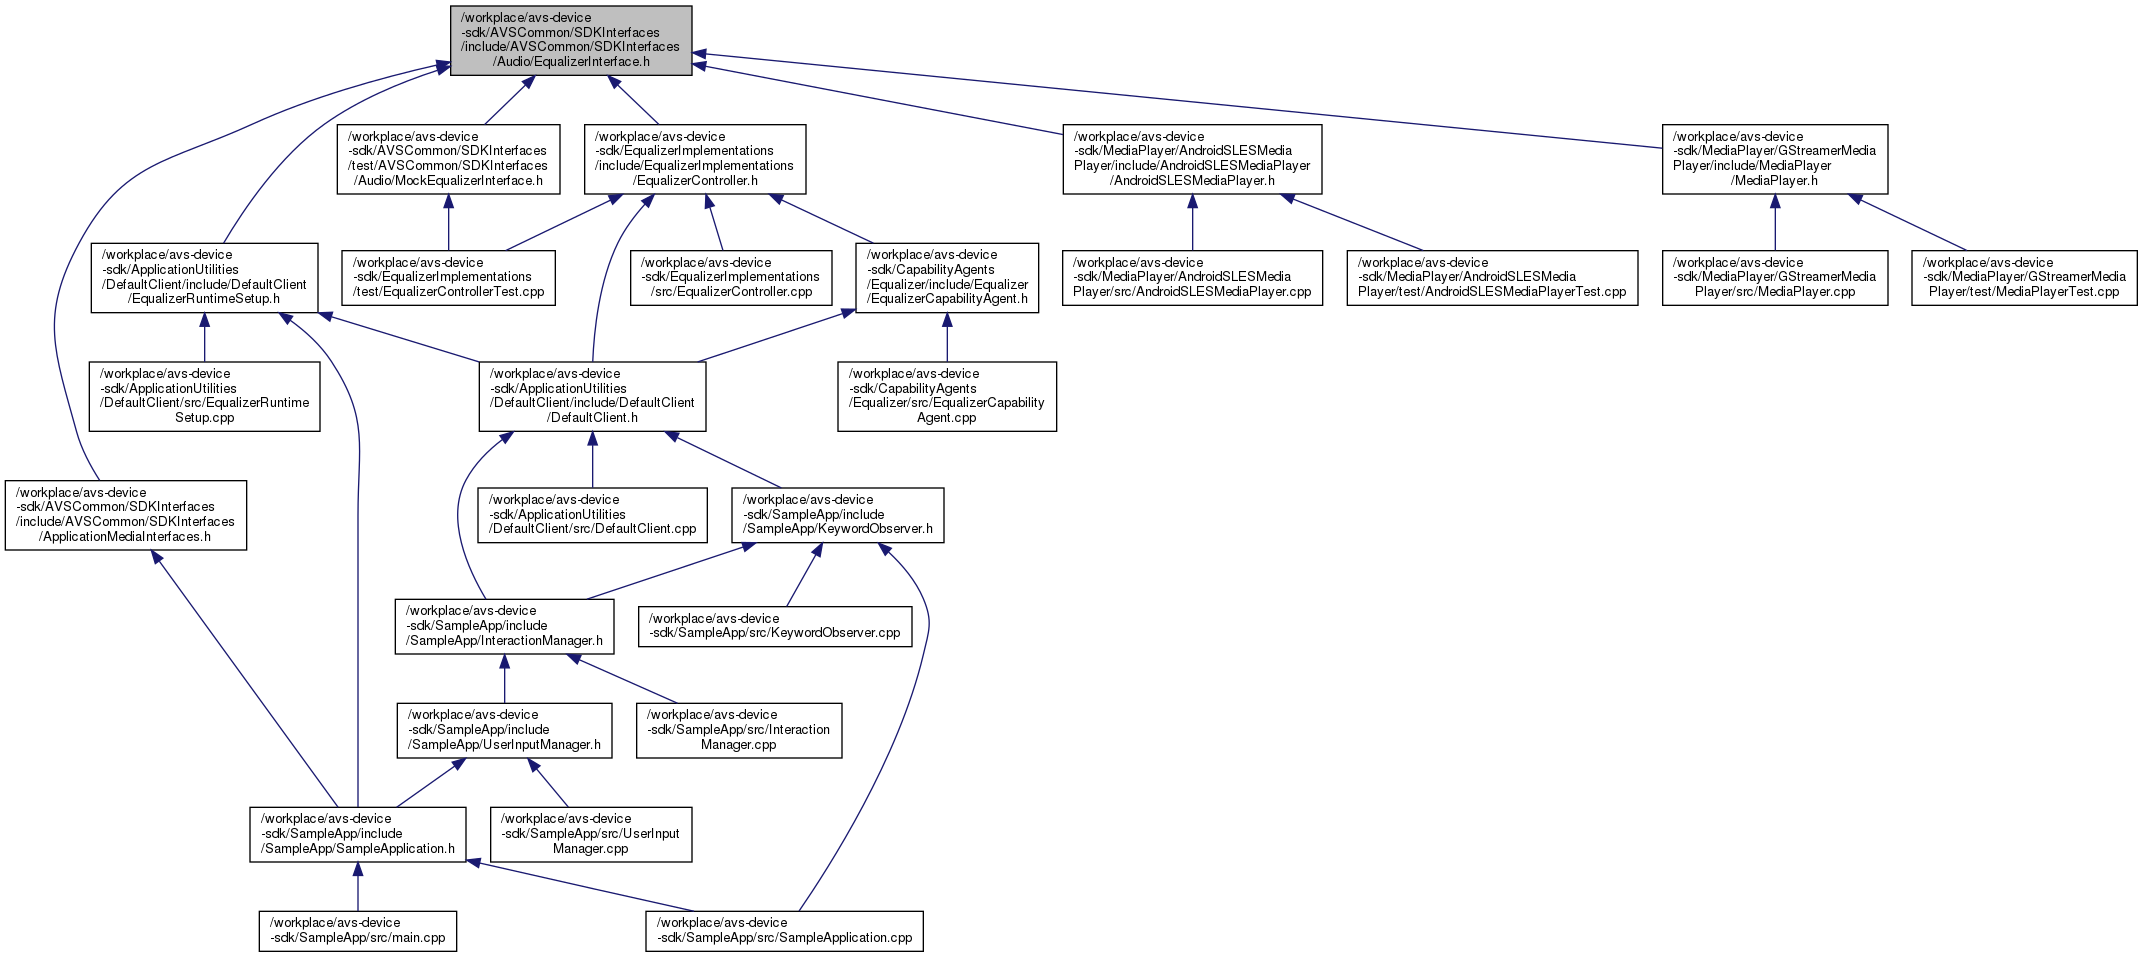 /workplace/avs-device
-sdk/AVSCommon/SDKInterfaces
/include/AVSCommon/SDKInterfaces
/Audio/EqualizerInterface.h
/workplace/avs-device
-sdk/AVSCommon/SDKInterfaces
/test/AVSCommon/SDKInterfaces
/Audio/MockEqualizerInterface.h
/workplace/avs-device
-sdk/EqualizerImplementations
/include/EqualizerImplementations
/EqualizerController.h
/workplace/avs-device
-sdk/MediaPlayer/AndroidSLESMedia
Player/include/AndroidSLESMediaPlayer
/AndroidSLESMediaPlayer.h
/workplace/avs-device
-sdk/MediaPlayer/GStreamerMedia
Player/include/MediaPlayer
/MediaPlayer.h
/workplace/avs-device
-sdk/ApplicationUtilities
/DefaultClient/include/DefaultClient
/EqualizerRuntimeSetup.h
/workplace/avs-device
-sdk/EqualizerImplementations
/test/EqualizerControllerTest.cpp
/workplace/avs-device
-sdk/EqualizerImplementations
/src/EqualizerController.cpp
/workplace/avs-device
-sdk/CapabilityAgents
/Equalizer/include/Equalizer
/EqualizerCapabilityAgent.h
/workplace/avs-device
-sdk/MediaPlayer/AndroidSLESMedia
Player/src/AndroidSLESMediaPlayer.cpp
/workplace/avs-device
-sdk/MediaPlayer/AndroidSLESMedia
Player/test/AndroidSLESMediaPlayerTest.cpp
/workplace/avs-device
-sdk/MediaPlayer/GStreamerMedia
Player/src/MediaPlayer.cpp
/workplace/avs-device
-sdk/MediaPlayer/GStreamerMedia
Player/test/MediaPlayerTest.cpp
/workplace/avs-device
-sdk/ApplicationUtilities
/DefaultClient/src/EqualizerRuntime
Setup.cpp
/workplace/avs-device
-sdk/ApplicationUtilities
/DefaultClient/include/DefaultClient
/DefaultClient.h
/workplace/avs-device
-sdk/CapabilityAgents
/Equalizer/src/EqualizerCapability
Agent.cpp
/workplace/avs-device
-sdk/AVSCommon/SDKInterfaces
/include/AVSCommon/SDKInterfaces
/ApplicationMediaInterfaces.h
/workplace/avs-device
-sdk/ApplicationUtilities
/DefaultClient/src/DefaultClient.cpp
/workplace/avs-device
-sdk/SampleApp/include
/SampleApp/KeywordObserver.h
/workplace/avs-device
-sdk/SampleApp/include
/SampleApp/InteractionManager.h
/workplace/avs-device
-sdk/SampleApp/src/KeywordObserver.cpp
/workplace/avs-device
-sdk/SampleApp/include
/SampleApp/UserInputManager.h
/workplace/avs-device
-sdk/SampleApp/src/Interaction
Manager.cpp
/workplace/avs-device
-sdk/SampleApp/include
/SampleApp/SampleApplication.h
/workplace/avs-device
-sdk/SampleApp/src/UserInput
Manager.cpp
/workplace/avs-device
-sdk/SampleApp/src/main.cpp
/workplace/avs-device
-sdk/SampleApp/src/SampleApplication.cpp